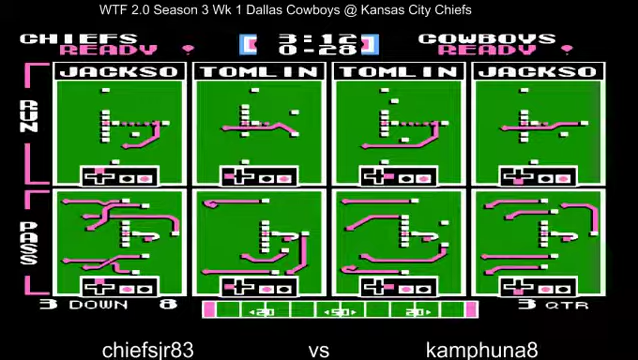 WTF 2.0 Season 3 Wk 1 Dallas Cowboys @ Kansas City Chiefs
CHIEFS 3:12 COWBOYS
READY 0-28 READY
JACKSO TOMLIN TOMLIN JACKSO
RUN
PASS
3 DOWN 8 <20 <50> 20> 3 QTR
chiefsjr83 vs kamphuna8